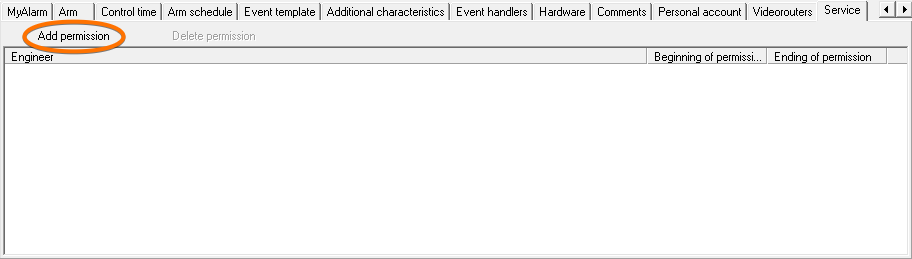 MyAlarm Arm Control time Arm schedule Event template Additional characteristics Event handlers Hardware Comments Personal account Videorouters Service
Add permission Delete permission
Engineer Beginning of permissi... Ending of permission